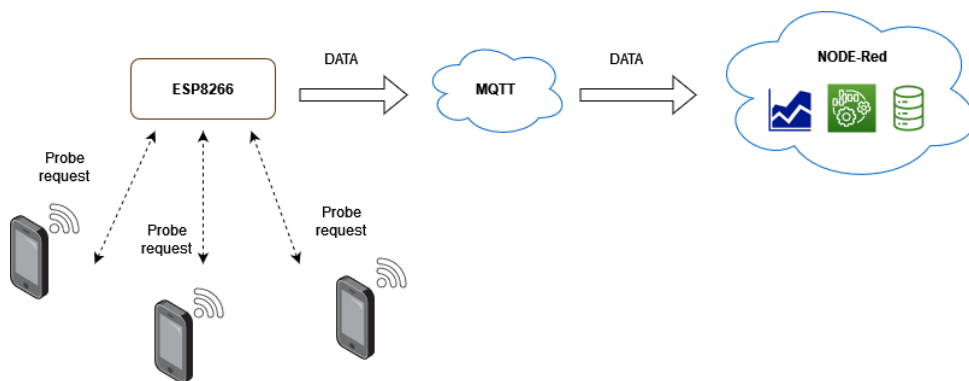 ESP8266
DATA
MQTT
DATA
NODE-Red
Probe
request
Probe
request
Probe
request